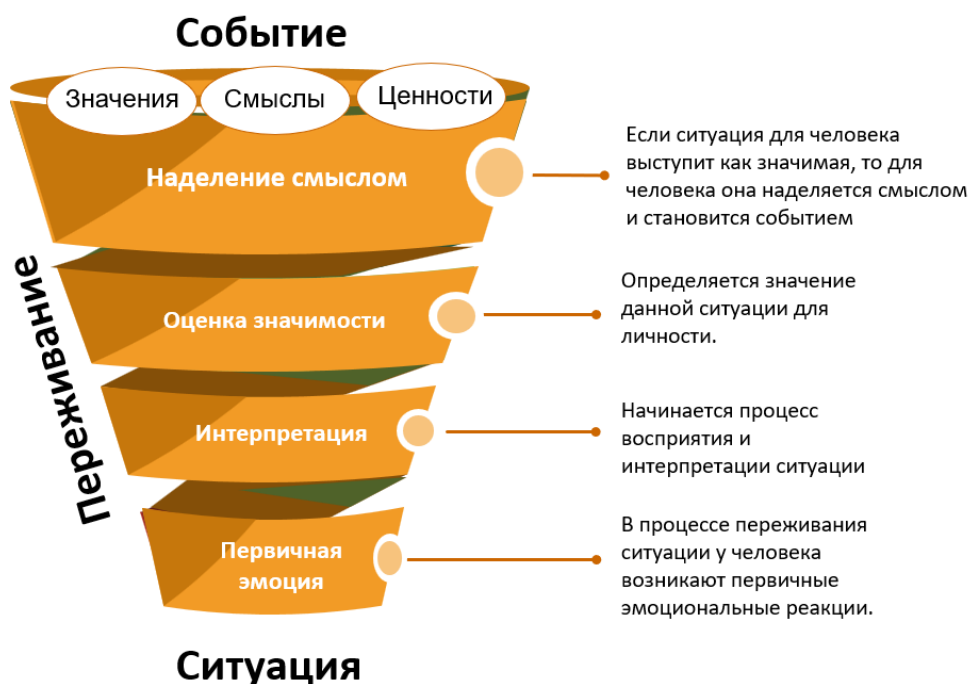 Событие
Значения
Смыслы
Ценности
Наделение смыслом
Если ситуация для человека
выступит как значимая, то для
человека она наделяется смыслом
и становится событием
Переживание
Оценка значимости
Определяется значение
данной ситуации для
личности.
Интерпретация
Начинается процесс
восприятия и
интерпретации ситуации
Первичная
эмоция
В процессе переживания
ситуации у человека
возникают первичные
эмоциональные реакции.
Ситуация